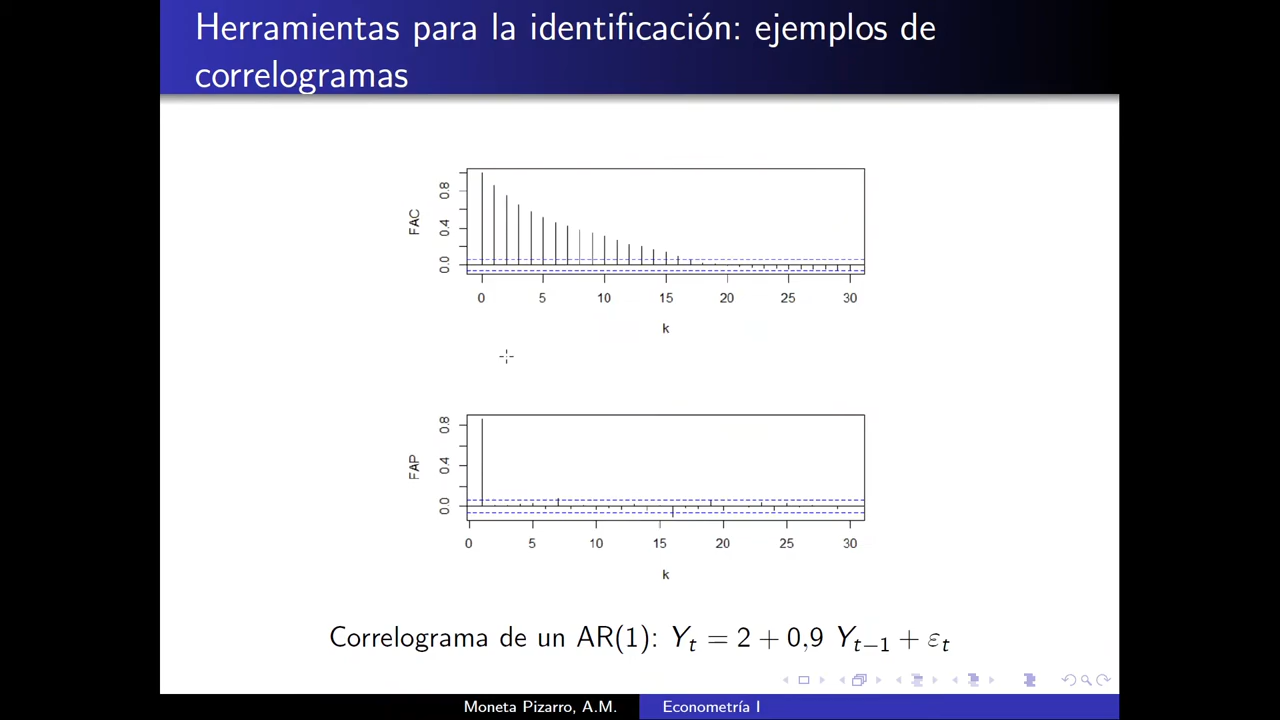 Herramientas para la identificación: ejemplos de
correlogramas
FAC
0.8
0.4
0.0
0 5 10 15 20 25 30
k
FAP
0.8
0.4
0.0
0 5 10 15 20 25 30
k
Correlograma de un AR(1): Yₜ = 2 + 0,9 Yₜ₋₁ + εₜ
Moneta Pizarro, A.M. Econometría I